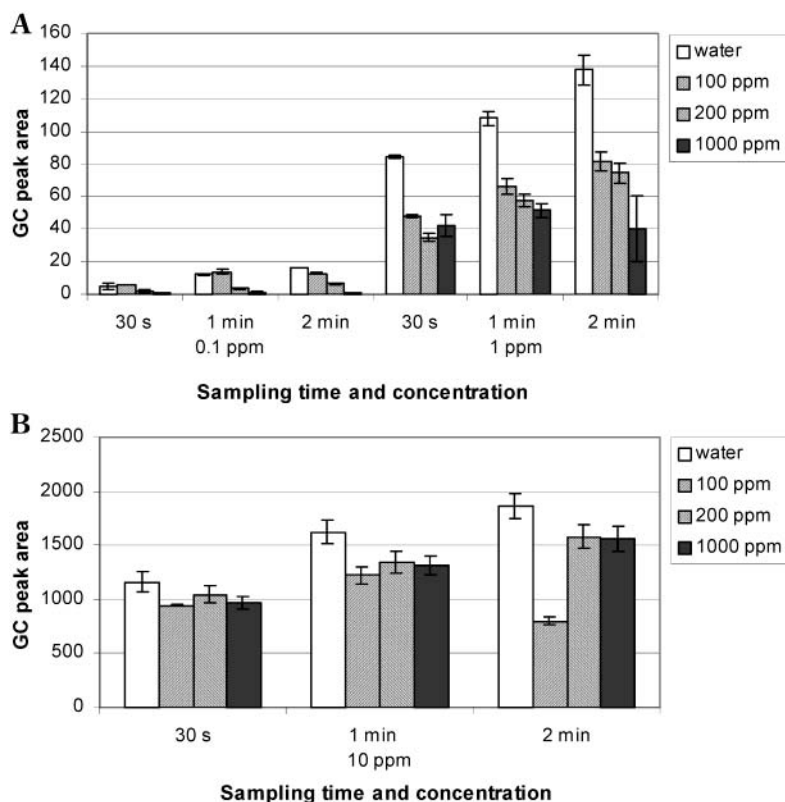 A
GC peak area
160
140
120
100
80
60
40
20
0
30 s
1 min
2 min
30 s
1 min
2 min
0.1 ppm
1 ppm
Sampling time and concentration
water
100 ppm
200 ppm
1000 ppm
B
GC peak area
2500
2000
1500
1000
500
0
30 s
1 min
2 min
10 ppm
Sampling time and concentration
water
100 ppm
200 ppm
1000 ppm